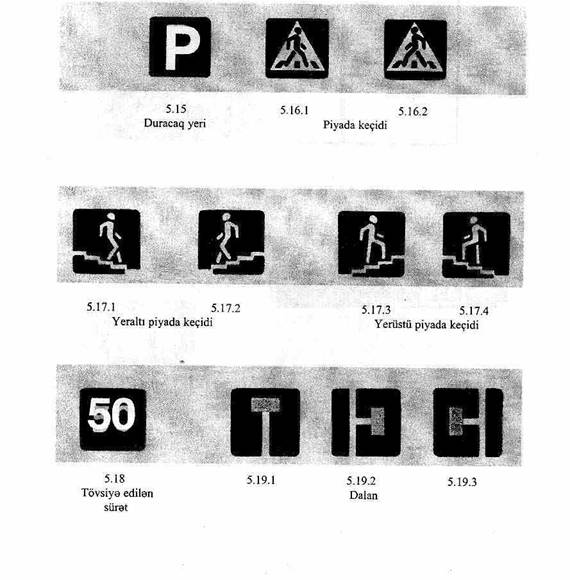 P
5.15
5.16.1
5.16.2
Duracaq yeri
Piyada keçidi
5.17.1
5.17.2
5.17.3
5.17.4
Yeraltı piyada keçidi
Yerüstü piyada keçidi
50
5.18
5.19.1
5.19.2
5.19.3
Tövsiyə edilən
sürət
Dalan